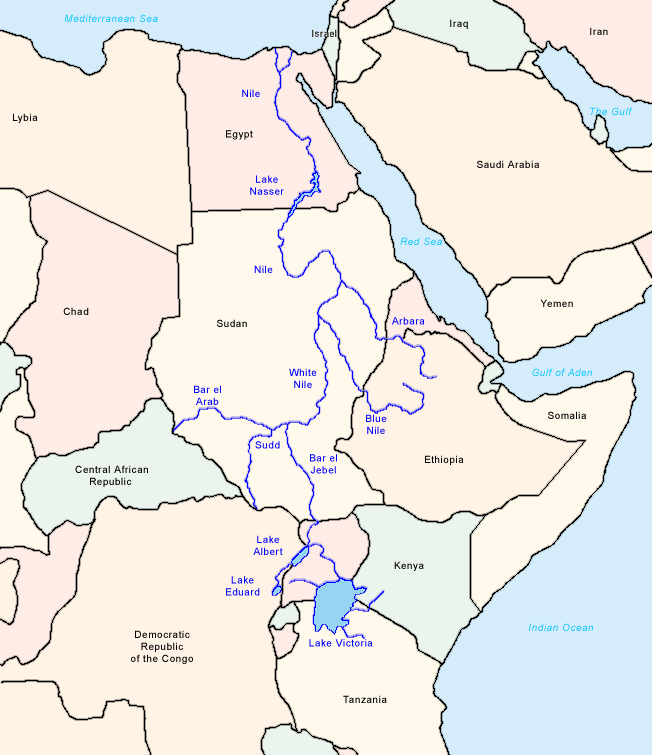 Mediterranean Sea
Israel
Iraq
Iran
Nile
The Gulf
Lybia
Egypt
Saudi Arabia
Lake
Nasser
Red Sea
Nile
Chad
Yemen
Sudan
Arbara
White
Nile
Gulf of Aden
Bar el
Arab
Somalia
Blue
Nile
Sudd
Bar el
Jebel
Ethiopia
Central African
Republic
Lake
Albert
Kenya
Lake
Eduard
Indian Ocean
Democratic
Republic
of the Congo
Lake Victoria
Tanzania